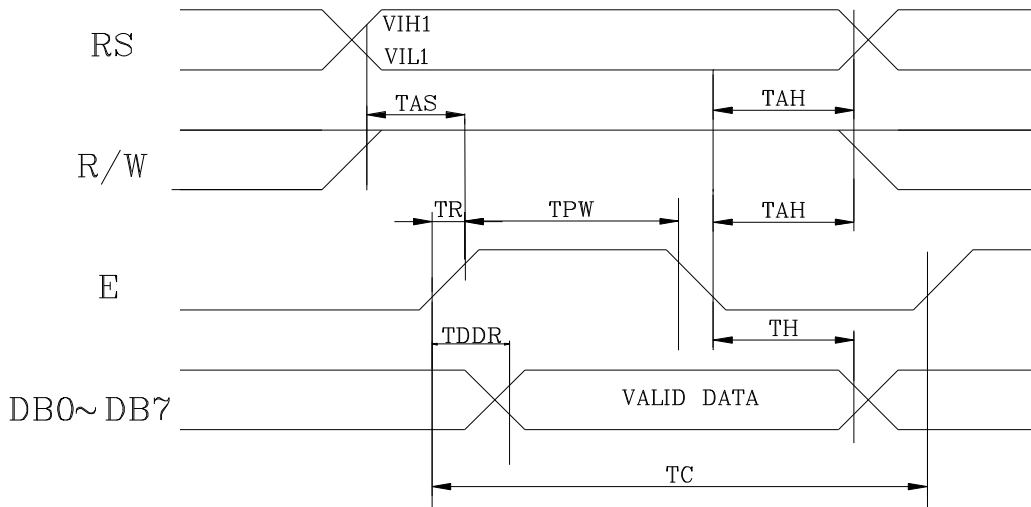 RS
VIH1
VIL1
TAS
TAH
R/W
TR
TPW
TAH
E
TDDR
TH
DB0~DB7
VALID DATA
TC